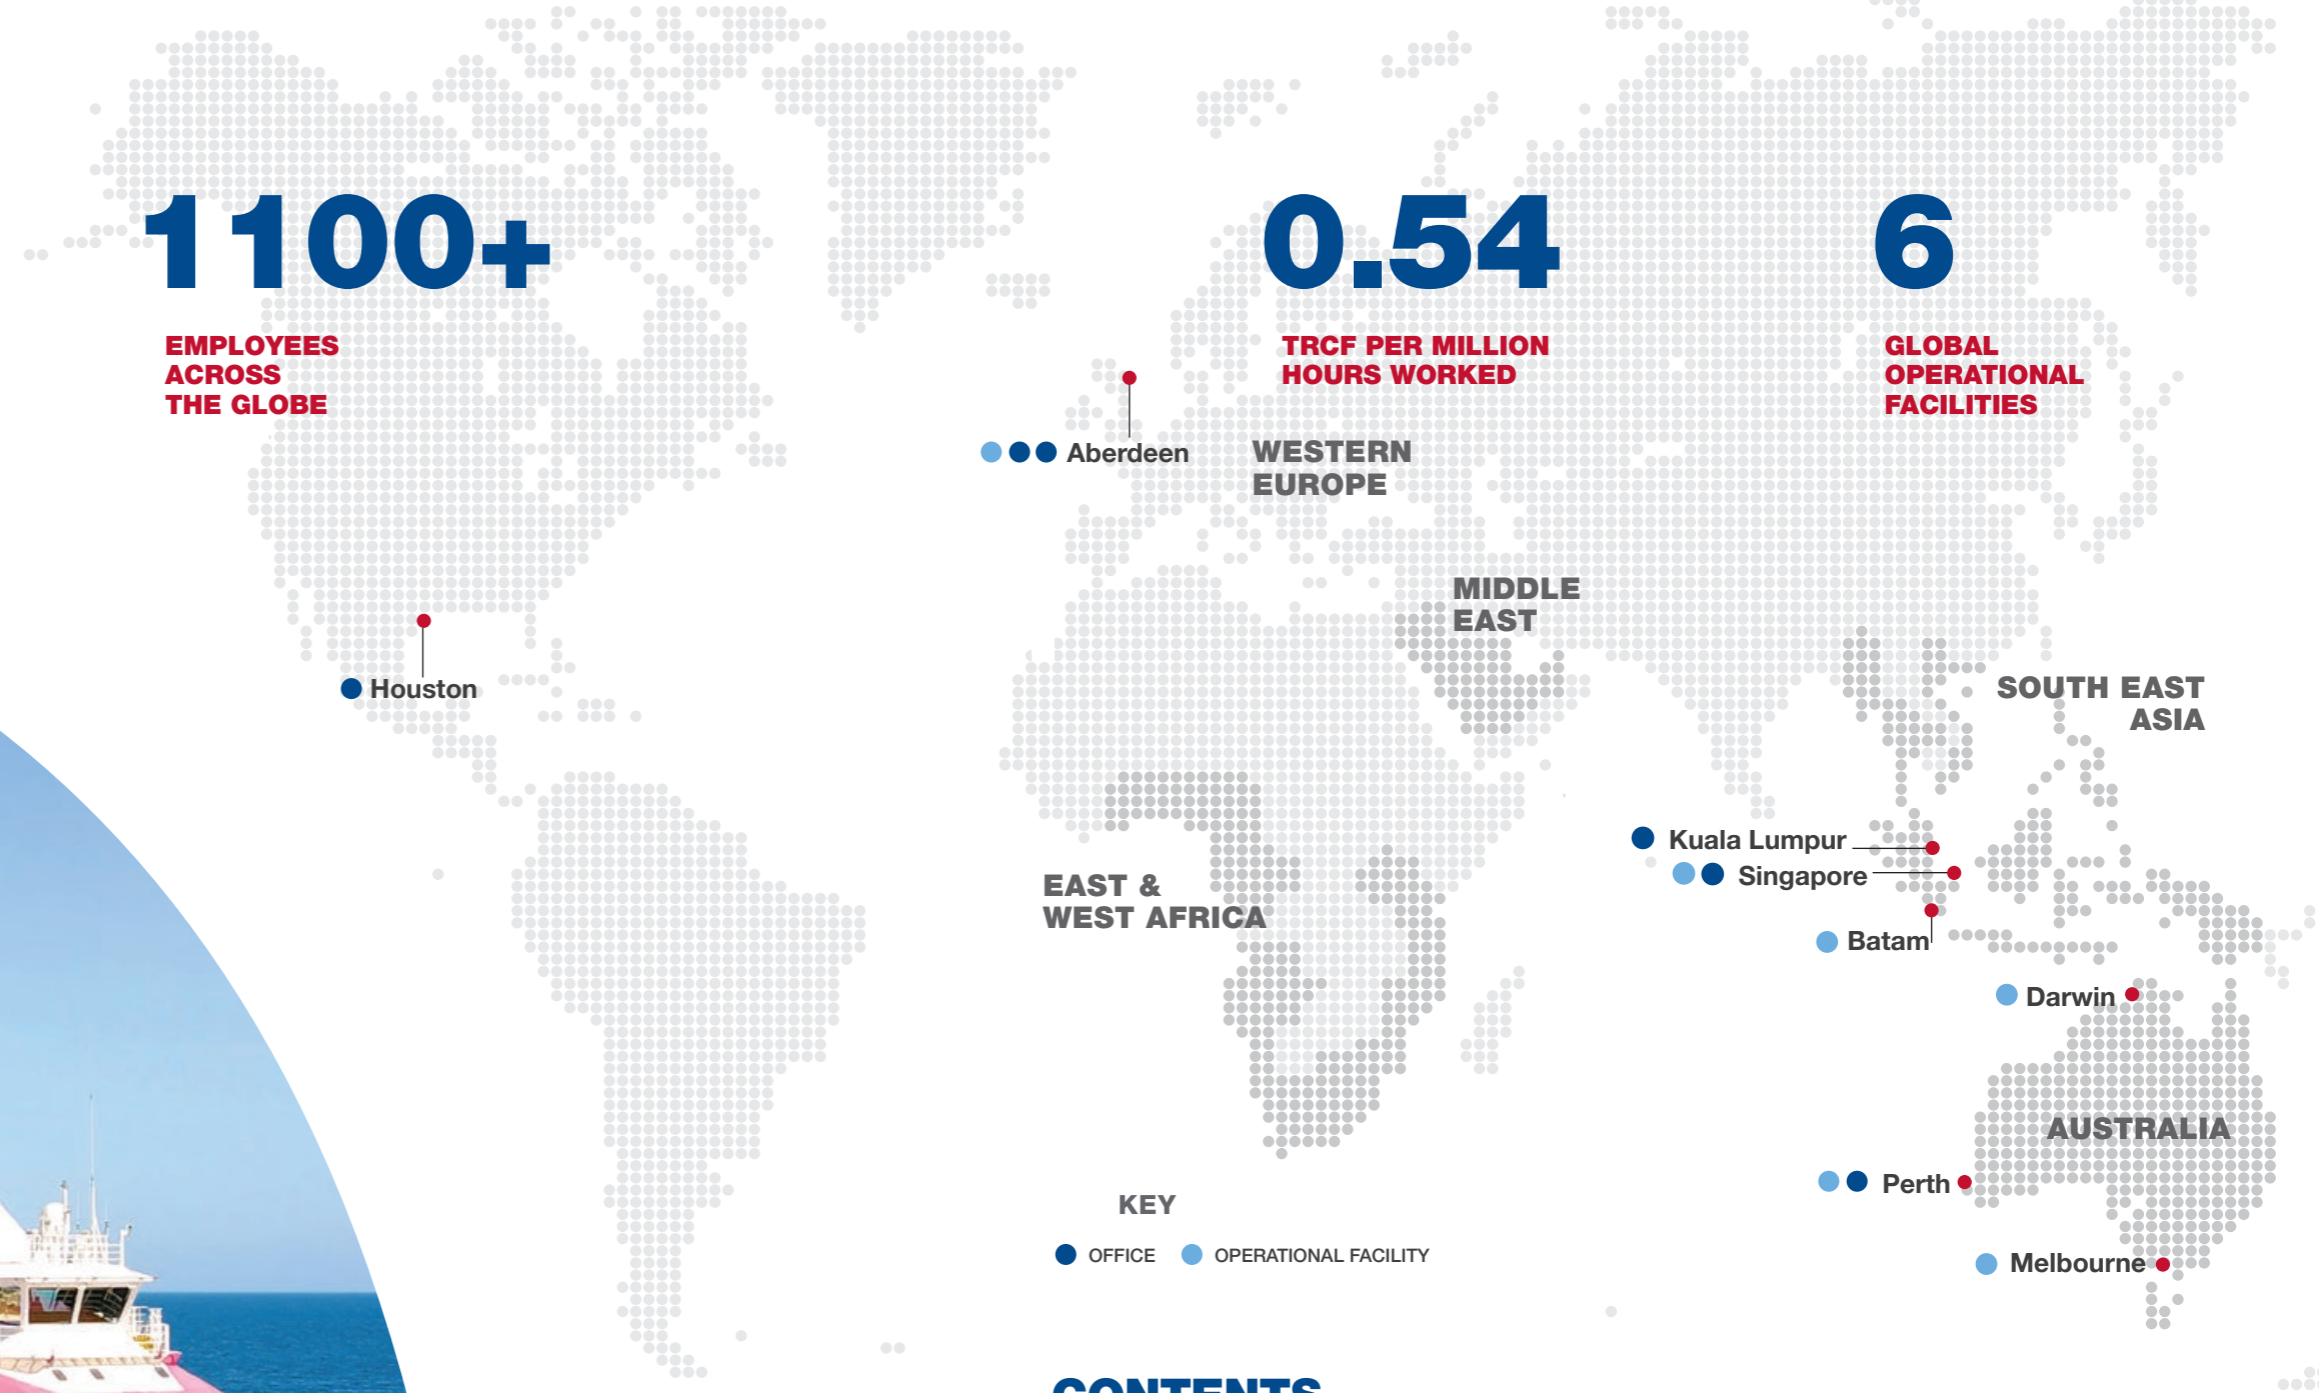 1100+
EMPLOYEES
ACROSS
THE GLOBE
0.54
TRCF PER MILLION
HOURS WORKED
6
GLOBAL
OPERATIONAL
FACILITIES
Aberdeen
WESTERN
EUROPE
MIDDLE
EAST
Houston
SOUTH EAST
ASIA
Kuala Lumpur
Singapore
EAST &
WEST AFRICA
Batam
Darwin
AUSTRALIA
Perth
Melbourne
KEY
OFFICE
OPERATIONAL FACILITY
CONTENTS